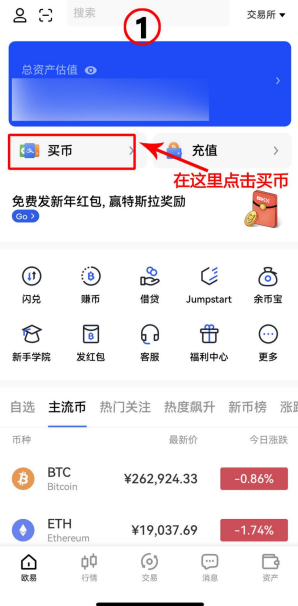 搜索
①
交易所
总资产估值
买币
充值
在这里点击买币
免费发新年红包, 赢特斯拉奖励
Go >
闪兑
赚币
借贷
Jumpstart
余币宝
新手学院
发红包
客服
福利中心
更多
自选 主流币 热门关注 热度飙升 新币榜 涨
币种 最新价 今日涨跌
BTC
Bitcoin
¥262,924.33
-0.86%
ETH
Ethereum
¥19,037.69
-1.74%
欧易
行情
交易
消息
资产